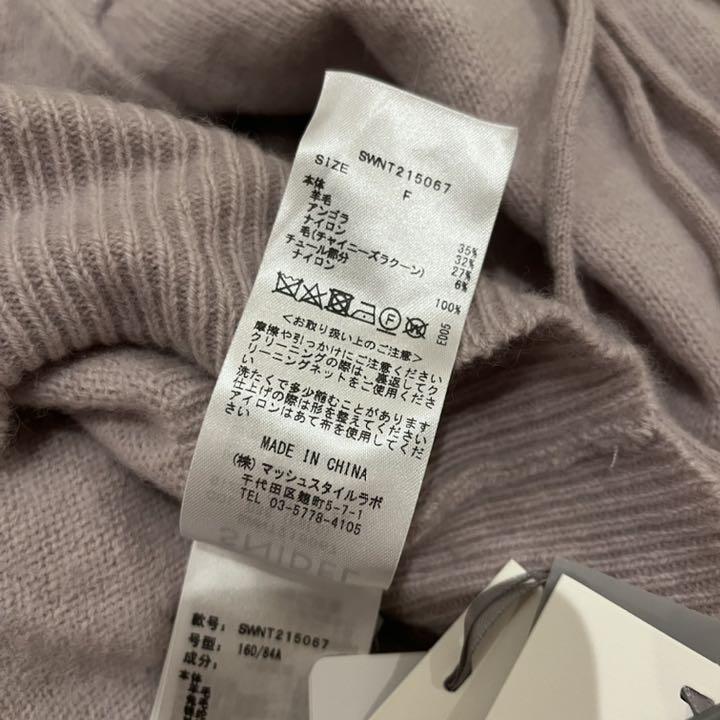 SWNT215067
SIZE F
本体
羊毛 35%
アンゴラ 32%
ナイロン 27%
毛(チャイニーズラクーン) 6%
チュール部分
ナイロン 100%
E006
<お取り扱い上のご注意>
摩擦や引っかけにご注意ください
クリーニングの際は、裏返してク
リーニングネットをご使用くださ
い
洗たくで多少縮むことがあります
仕上げの際は形を整えてください
アイロンはあて布を使用してくだ
さい
MADE IN CHINA
(株) マッシュスタイルラボ
千代田区麹町5-7-1
TEL 03-5778-4105
款号: SWNT215067
号型: 160/84A
成分:
本体
羊毛